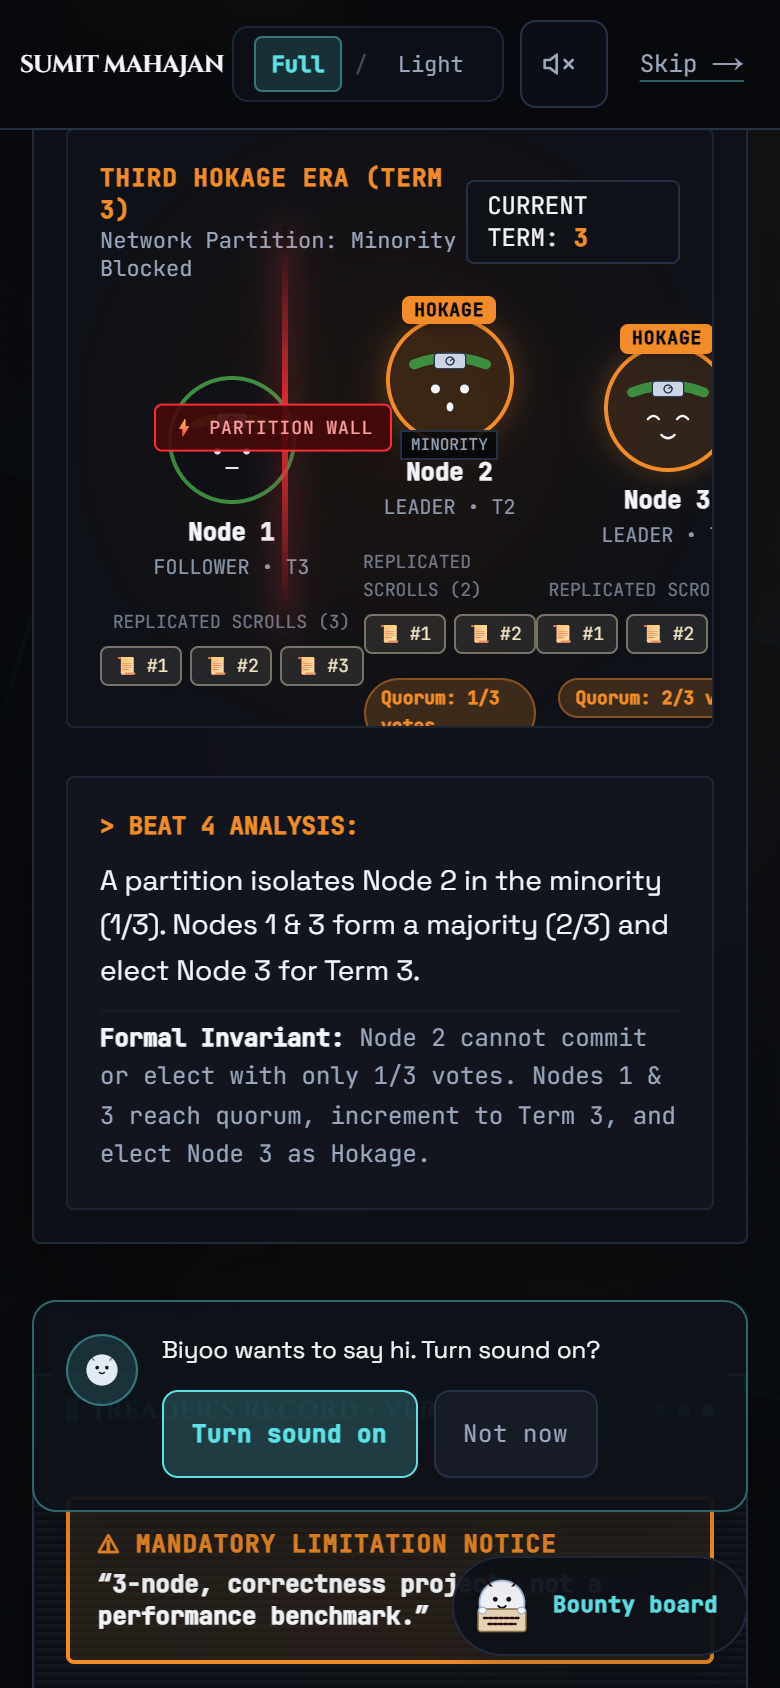 SUMIT MAHAJAN
Full / Light
Skip →
THIRD HOKAGE ERA (TERM
3)
Network Partition: Minority
Blocked
CURRENT
TERM: 3
HOKAGE
HOKAGE
PARTITION WALL
MINORITY
Node 1
FOLLOWER • T3
REPLICATED SCROLLS (3)
#1 #2 #3
Node 2
LEADER • T2
REPLICATED
SCROLLS (2)
#1 #2
Quorum: 1/3
votes
Node 3
LEADER •
REPLICATED SCRO
#1 #2
Quorum: 2/3 v
> BEAT 4 ANALYSIS:
A partition isolates Node 2 in the minority
(1/3). Nodes 1 & 3 form a majority (2/3) and
elect Node 3 for Term 3.
Formal Invariant: Node 2 cannot commit
or elect with only 1/3 votes. Nodes 1 &
3 reach quorum, increment to Term 3, and
elect Node 3 as Hokage.
Biyoo wants to say hi. Turn sound on?
READER'S RECORD • VER
Turn sound on
Not now
⚠ MANDATORY LIMITATION NOTICE
“3-node, correctness project, not a
performance benchmark.”
Bounty board